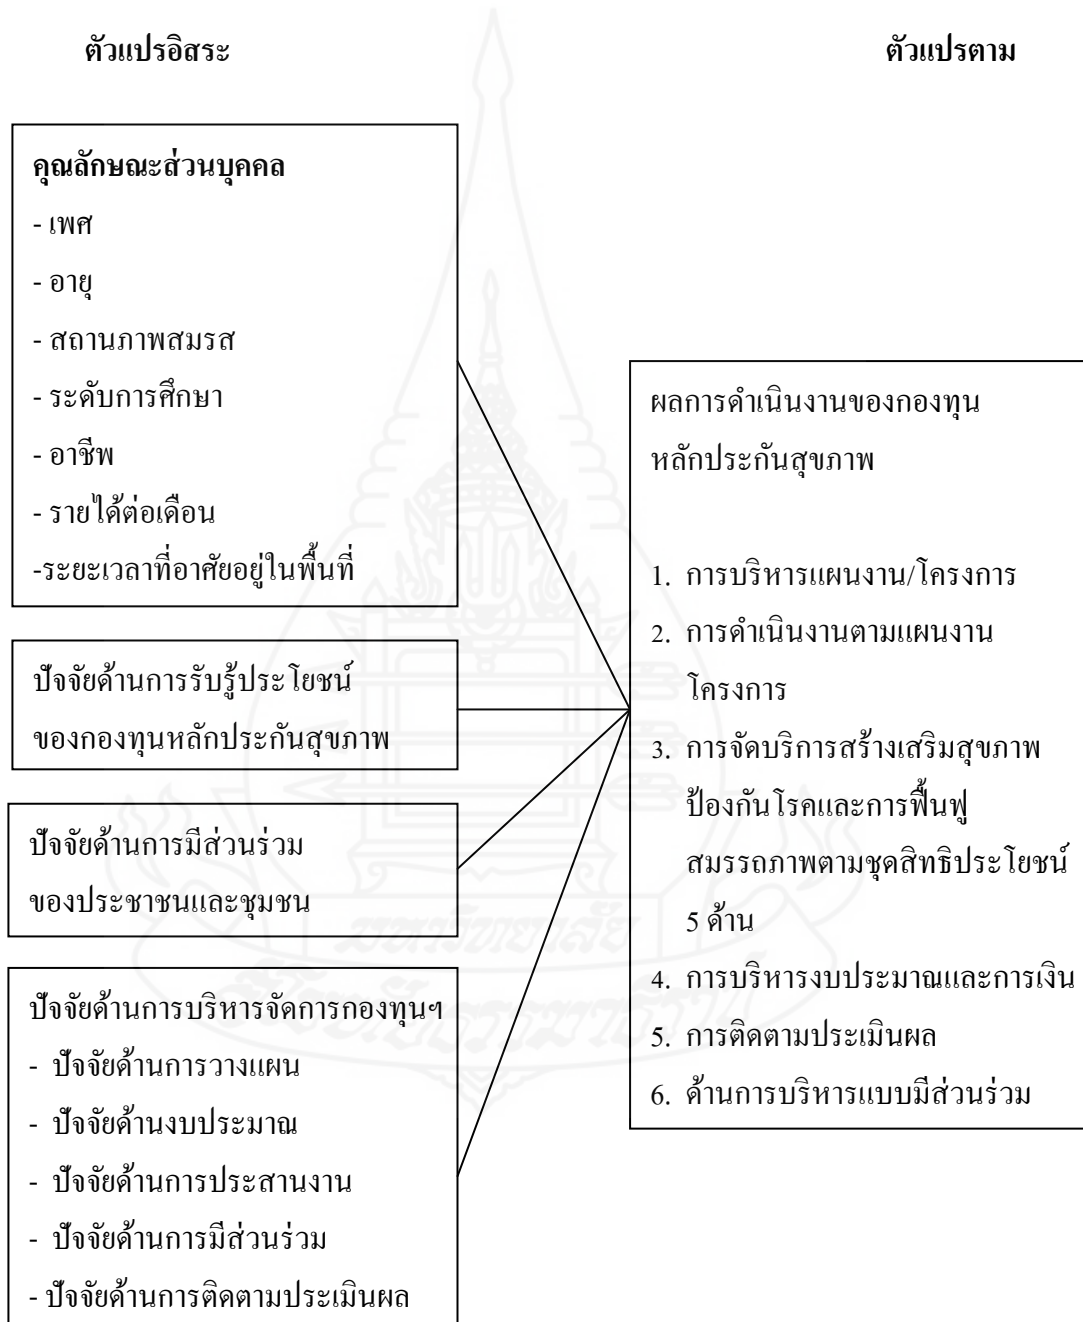 ตัวแปรอิสระ
ตัวแปรตาม
คุณลักษณะส่วนบุคคล
- เพศ
- อายุ
- สถานภาพสมรส
- ระดับการศึกษา
- อาชีพ
- รายได้ต่อเดือน
-ระยะเวลาที่อาศัยอยู่ในพื้นที่
ปัจจัยด้านการรับรู้ประโยชน์
ของกองทุนหลักประกันสุขภาพ
ปัจจัยด้านการมีส่วนร่วม
ของประชาชนและชุมชน
ปัจจัยด้านการบริหารจัดการกองทุนฯ
- ปัจจัยด้านการวางแผน
- ปัจจัยด้านงบประมาณ
- ปัจจัยด้านการประสานงาน
- ปัจจัยด้านการมีส่วนร่วม
- ปัจจัยด้านการติดตามประเมินผล
ผลการดำเนินงานของกองทุน
หลักประกันสุขภาพ
1. การบริหารแผนงาน/โครงการ
2. การดำเนินงานตามแผนงาน
โครงการ
3. การจัดบริการสร้างเสริมสุขภาพ
ป้องกันโรคและการฟื้นฟู
สมรรถภาพตามชุดสิทธิประโยชน์
5 ด้าน
4. การบริหารงบประมาณและการเงิน
5. การติดตามประเมินผล
6. ด้านการบริหารแบบมีส่วนร่วม
มหาวิทยาลัย
สุโขทัยธรรมาธิราช